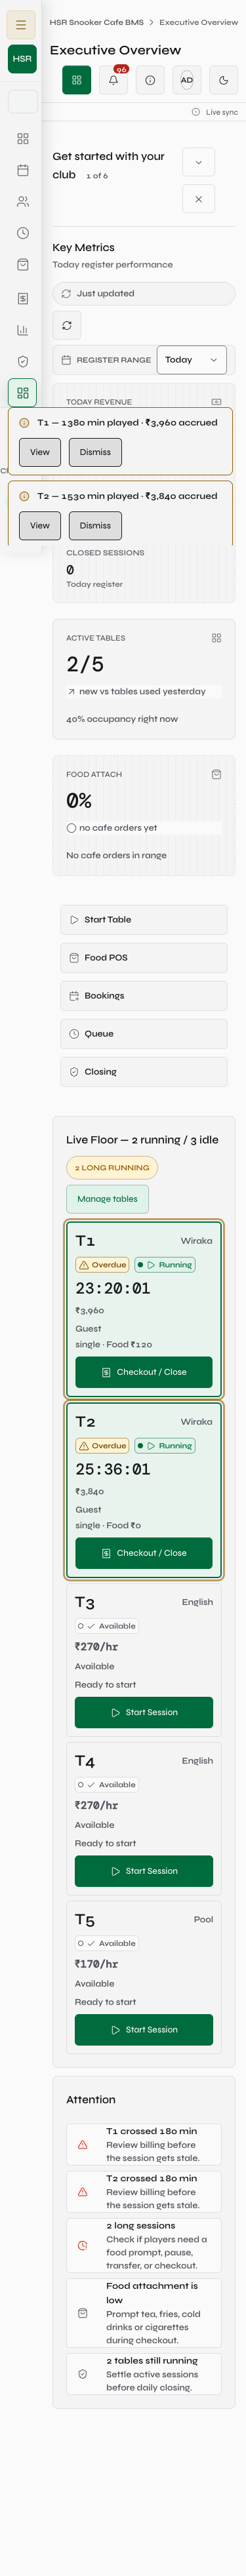 HSR Snooker Cafe BMS > Executive Overview
Executive Overview
HSR
96
AD
Live sync
Get started with your club 1 of 6
Key Metrics
Today register performance
Just updated
REGISTER RANGE Today
TODAY REVENUE
T1 — 1380 min played · ₹3,960 accrued
View Dismiss
T2 — 1530 min played · ₹3,840 accrued
View Dismiss
CLOSED SESSIONS
0
Today register
ACTIVE TABLES
2/5
new vs tables used yesterday
40% occupancy right now
FOOD ATTACH
0%
no cafe orders yet
No cafe orders in range
Start Table
Food POS
Bookings
Queue
Closing
Live Floor — 2 running / 3 idle
2 LONG RUNNING
Manage tables
T1 Wiraka
Overdue Running
23:20:01
₹3,960
Guest
single · Food ₹120
Checkout / Close
T2 Wiraka
Overdue Running
25:36:01
₹3,840
Guest
single · Food ₹0
Checkout / Close
T3 English
Available
₹270/hr
Available
Ready to start
Start Session
T4 English
Available
₹270/hr
Available
Ready to start
Start Session
T5 Pool
Available
₹170/hr
Available
Ready to start
Start Session
Attention
T1 crossed 180 min
Review billing before
the session gets stale.
T2 crossed 180 min
Review billing before
the session gets stale.
2 long sessions
Check if players need a
food prompt, pause,
transfer, or checkout.
Food attachment is
low
Prompt tea, fries, cold
drinks or cigarettes
during checkout.
2 tables still running
Settle active sessions
before daily closing.